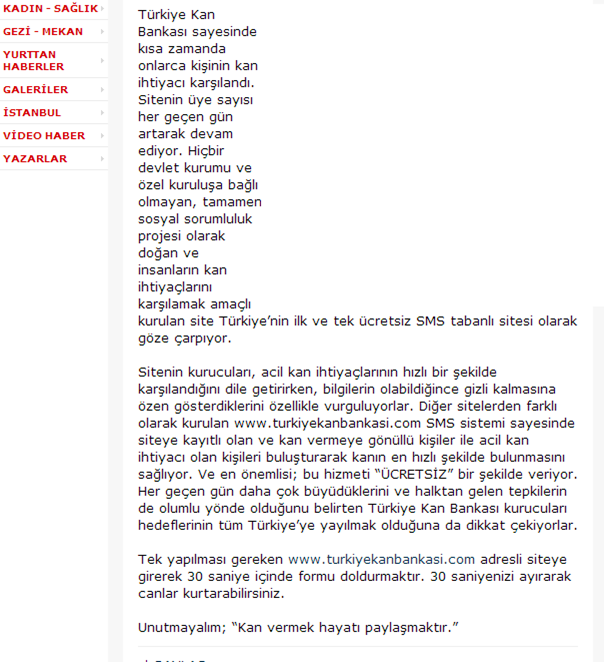 KADIN - SAĞLIK
GEZİ - MEKAN
YURTTAN
HABERLER
GALERİLER
İSTANBUL
VİDEO HABER
YAZARLAR
Türkiye Kan
Bankası sayesinde
kısa zamanda
onlarca kişinin kan
ihtiyacı karşılandı.
Sitenin üye sayısı
her geçen gün
artarak devam
ediyor. Hiçbir
devlet kurumu ve
özel kuruluşa bağlı
olmayan, tamamen
sosyal sorumluluk
projesi olarak
doğan ve
insanların kan
ihtiyaçlarını
karşılamak amaçlı
kurulan site Türkiye’nin ilk ve tek ücretsiz SMS tabanlı sitesi olarak
göze çarpıyor.
Sitenin kurucuları, acil kan ihtiyaçlarının hızlı bir şekilde
karşılandığını dile getirirken, bilgilerin olabildiğince gizli kalmasına
özen gösterdiklerini özellikle vurguluyorlar. Diğer sitelerden farklı
olarak kurulan www.turkiyekanbankasi.com SMS sistemi sayesinde
siteye kayıtlı olan ve kan vermeye gönüllü kişiler ile acil kan
ihtiyacı olan kişileri buluşturarak kanın en hızlı şekilde bulunmasını
sağlıyor. Ve en önemlisi; bu hizmeti “ÜCRETSİZ” bir şekilde veriyor.
Her geçen gün daha çok büyüdüklerini ve halktan gelen tepkilerin
de olumlu yönde olduğunu belirten Türkiye Kan Bankası kurucuları
hedeflerinin tüm Türkiye’ye yayılmak olduğuna da dikkat çekiyorlar.
Tek yapılması gereken www.turkiyekanbankasi.com adresli siteye
girerek 30 saniye içinde formu doldurmaktır. 30 saniyenizi ayırarak
canlar kurtarabilirsiniz.
Unutmayalım; “Kan vermek hayatı paylaşmaktır.”